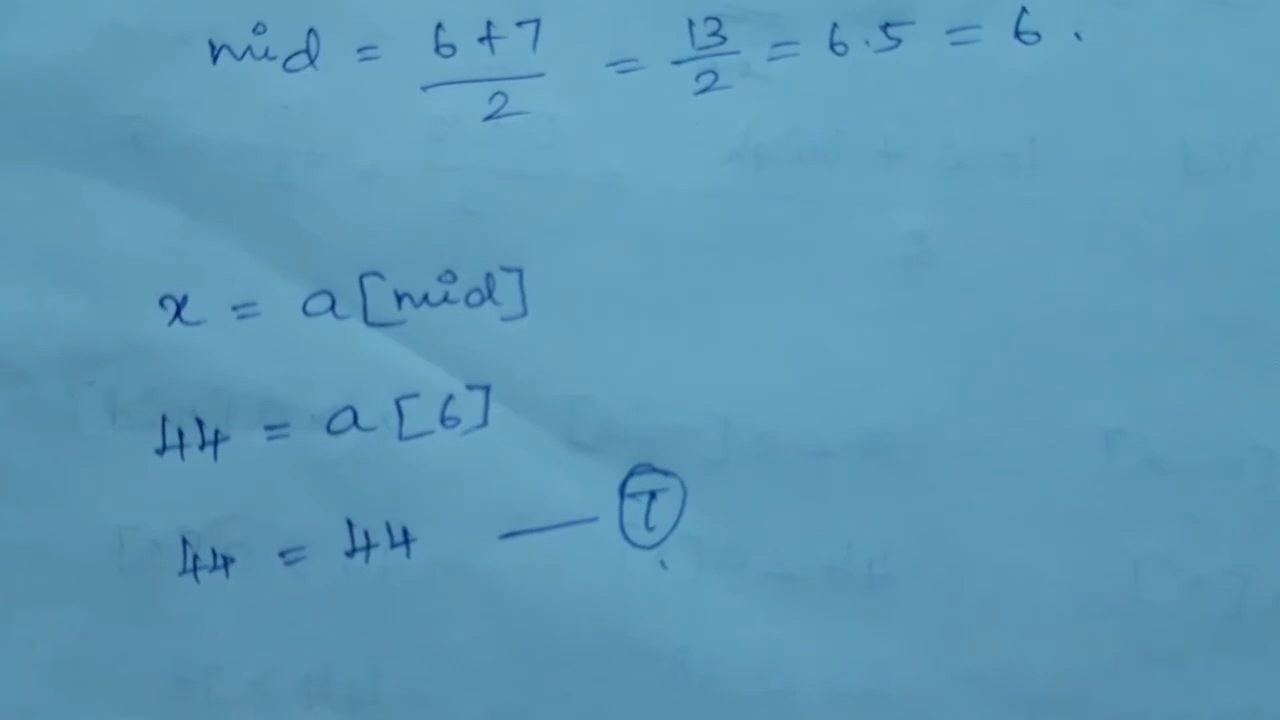 mid = 6+7/2 = 13/2 = 6.5 = 6.
x = a[mid]
44 = a[6]
44 = 44 — T